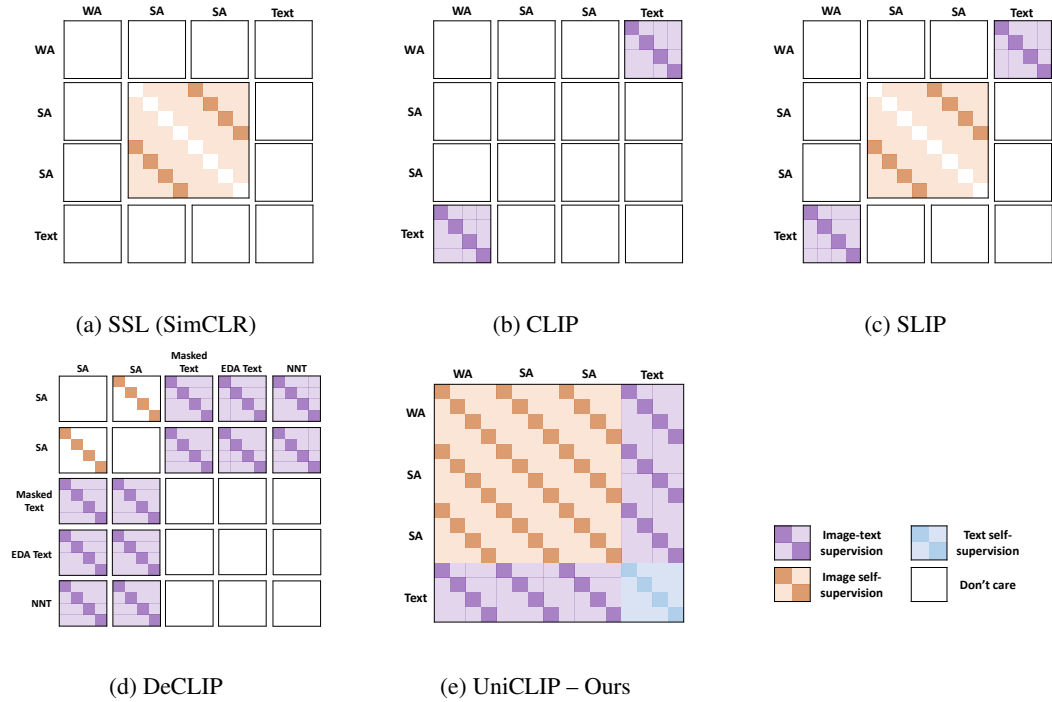 WA SA SA Text
WA
SA
SA
Text
(a) SSL (SimCLR)
WA SA SA Text
WA
SA
SA
Text
(b) CLIP
WA SA SA Text
WA
SA
SA
Text
(c) SLIP
SA SA Masked Text EDA Text NNT
SA
SA
Masked
Text
EDA Text
NNT
(d) DeCLIP
WA SA SA Text
WA
SA
SA
Text
(e) UniCLIP – Ours
Image-text
supervision
Text self-
supervision
Image self-
supervision
Don't care